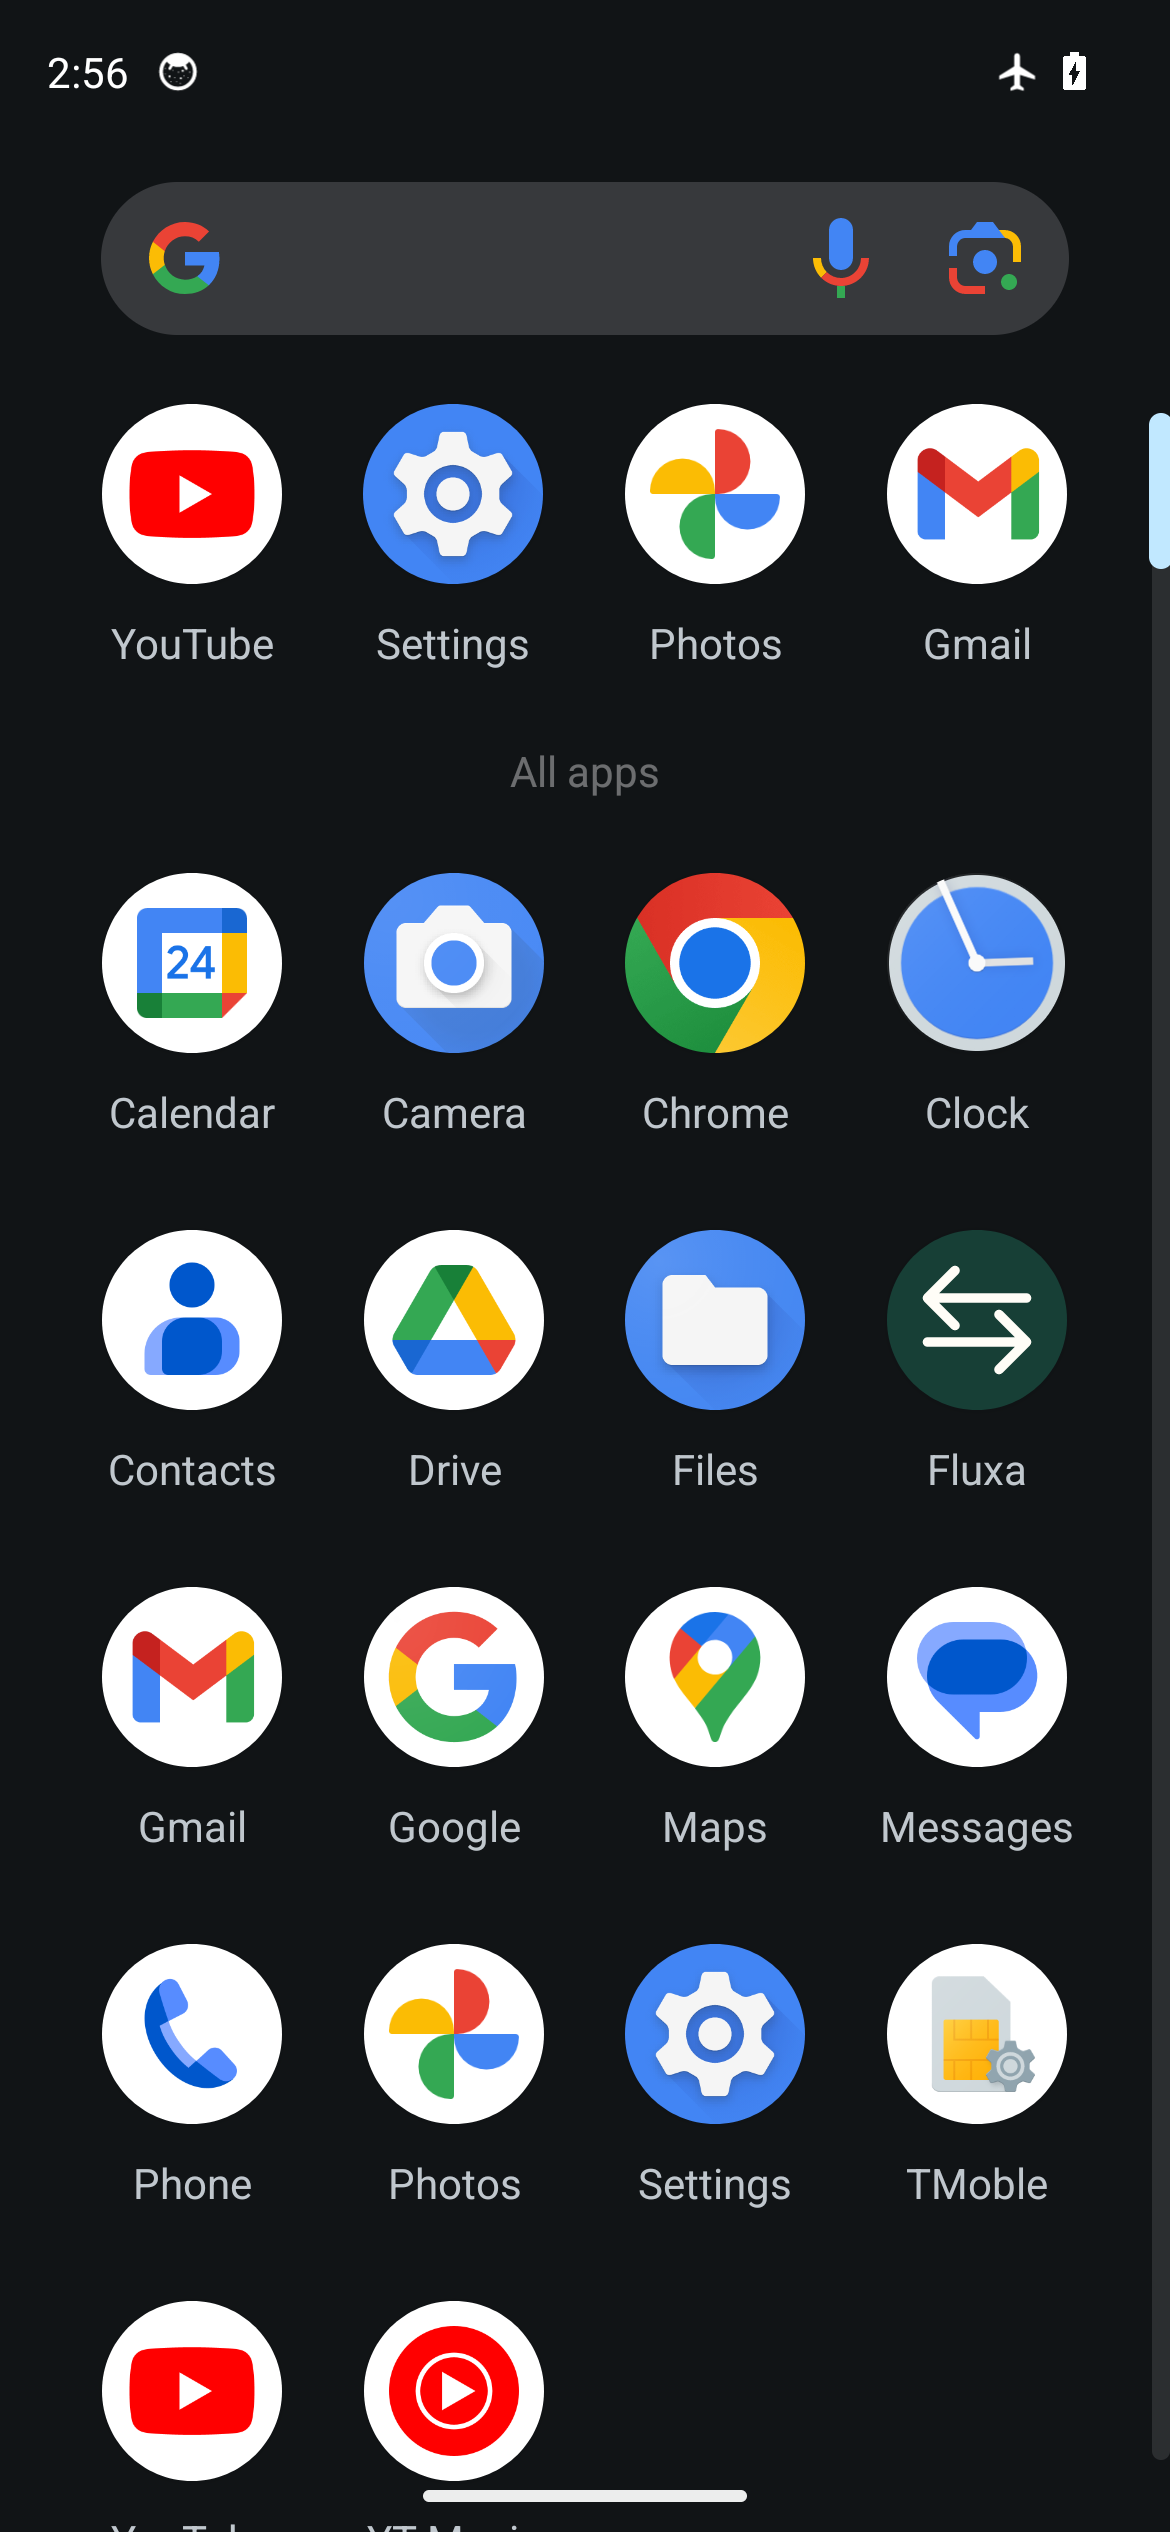 2:56
YouTube Settings Photos Gmail
All apps
24
Calendar Camera Chrome Clock
Contacts Drive Files Fluxa
Gmail Google Maps Messages
Phone Photos Settings TMoble